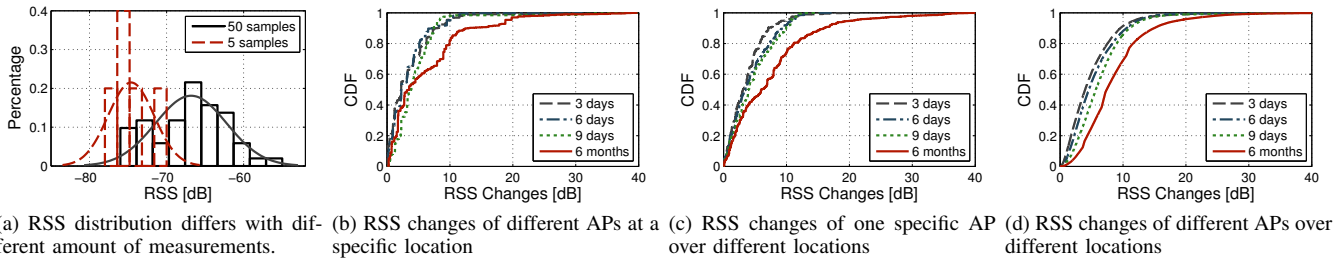 0.4
0.3
0.2
0.1
0
Percentage
−80
−70
−60
RSS [dB]
50 samples
5 samples
1
0.8
0.6
0.4
0.2
0
CDF
0
10
20
30
40
RSS Changes [dB]
3 days
6 days
9 days
6 months
1
0.8
0.6
0.4
0.2
0
CDF
0
10
20
30
40
RSS Changes [dB]
3 days
6 days
9 days
6 months
1
0.8
0.6
0.4
0.2
0
CDF
0
10
20
30
40
RSS Changes [dB]
3 days
6 days
9 days
6 months
(a) RSS distribution differs with dif-
ferent amount of measurements.
(b) RSS changes of different APs at a
specific location
(c) RSS changes of one specific AP
over different locations
(d) RSS changes of different APs over
different locations